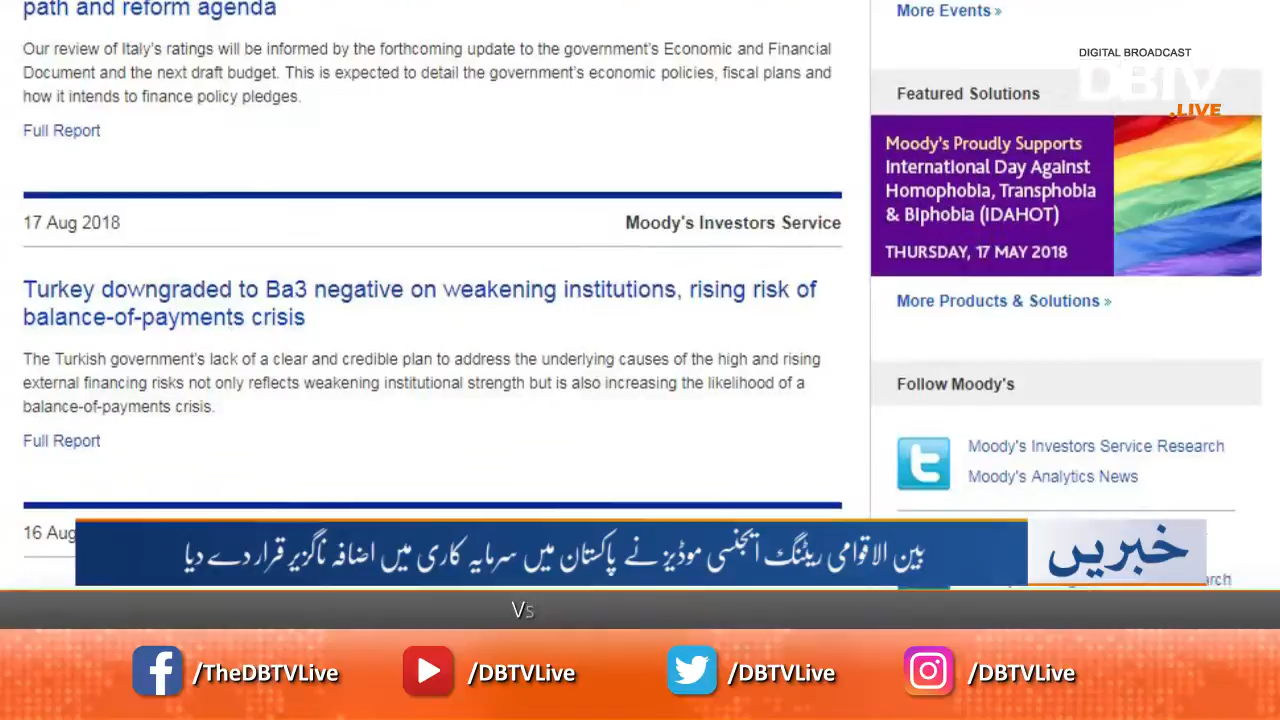 path and reform agenda
Our review of Italy's ratings will be informed by the forthcoming update to the government's Economic and Financial
Document and the next draft budget. This is expected to detail the government's economic policies, fiscal plans and
how it intends to finance policy pledges.
Full Report
17 Aug 2018
Moody's Investors Service
Turkey downgraded to Ba3 negative on weakening institutions, rising risk of
balance-of-payments crisis
The Turkish government's lack of a clear and credible plan to address the underlying causes of the high and rising
external financing risks not only reflects weakening institutional strength but is also increasing the likelihood of a
balance-of-payments crisis.
Full Report
16 Aug
More Events »
DIGITAL BROADCAST
DBTV
.LIVE
Featured Solutions
Moody's Proudly Supports
International Day Against
Homophobia, Transphobia
& Biphobia (IDAHOT)
THURSDAY, 17 MAY 2018
More Products & Solutions »
Follow Moody's
Moody's Investors Service Research
Moody's Analytics News
خبریں
بین الاقوامی ریٹنگ ایجنسی موڈیز نے پاکستان میں سرمایہ کاری میں اضافہ ناگزیر قرار دے دیا
Vs
/TheDBTVLive
/DBTVLive
/DBTVLive
/DBTVLive